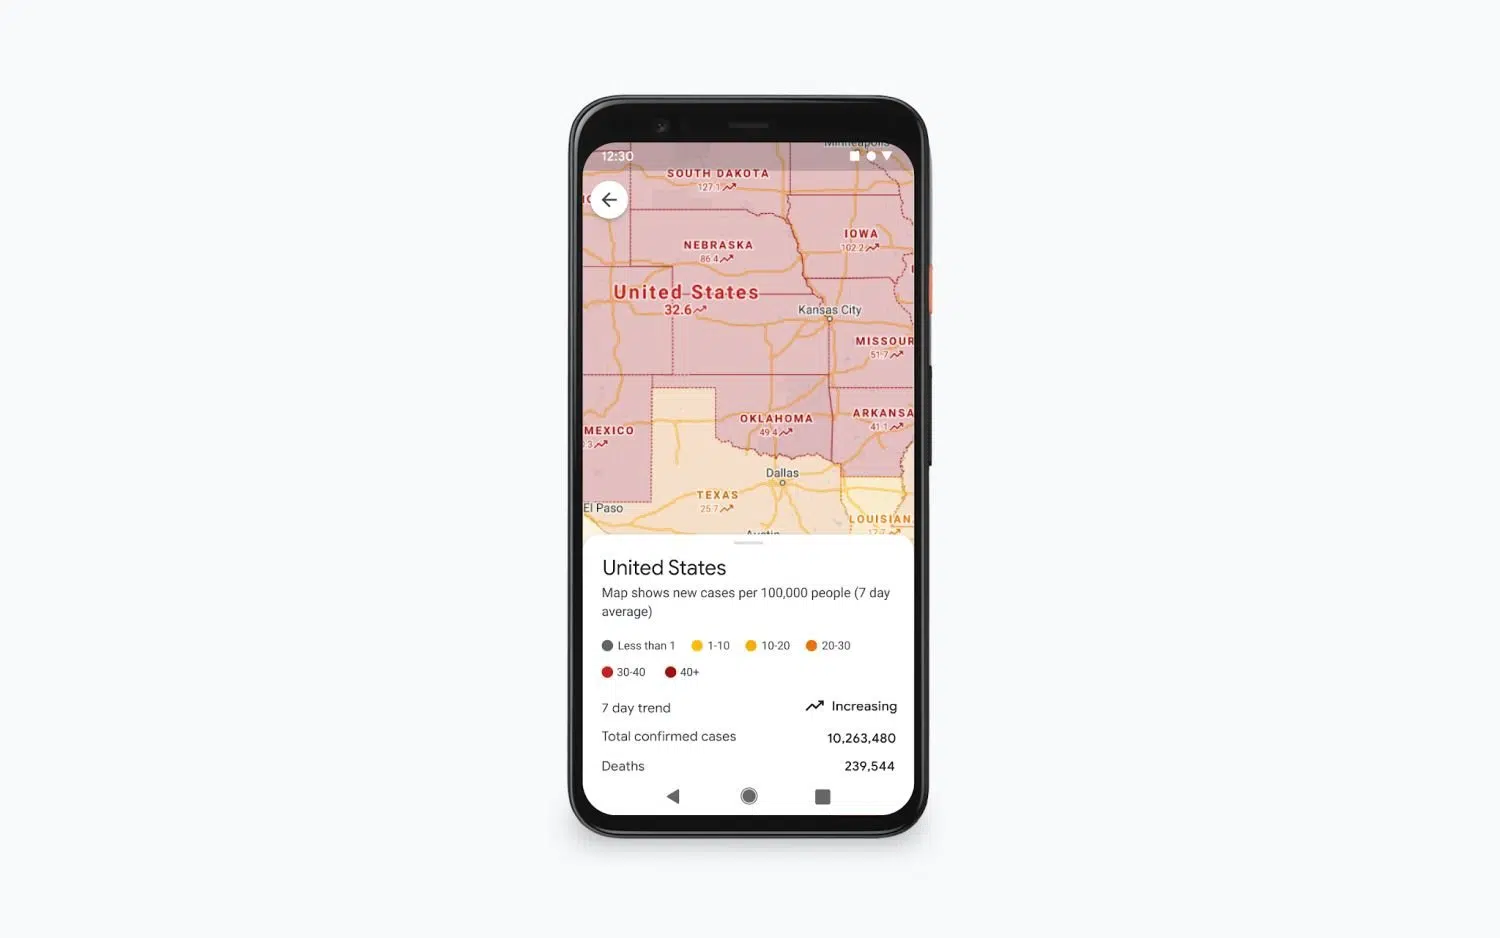 12:30
SOUTH DAKOTA
127.1
IOWA
102.2
NEBRASKA
86.4
United States
32.6
Kansas City
MISSOUR
51.7
OKLAHOMA
49.4
ARKANSA
41.1
MEXICO
Dallas
TEXAS
25.7
El Paso
LOUISIAN
United States
Map shows new cases per 100,000 people (7 day
average)
Less than 1 1-10 10-20 20-30
30-40 40+
7 day trend Increasing
Total confirmed cases 10,263,480
Deaths 239,544